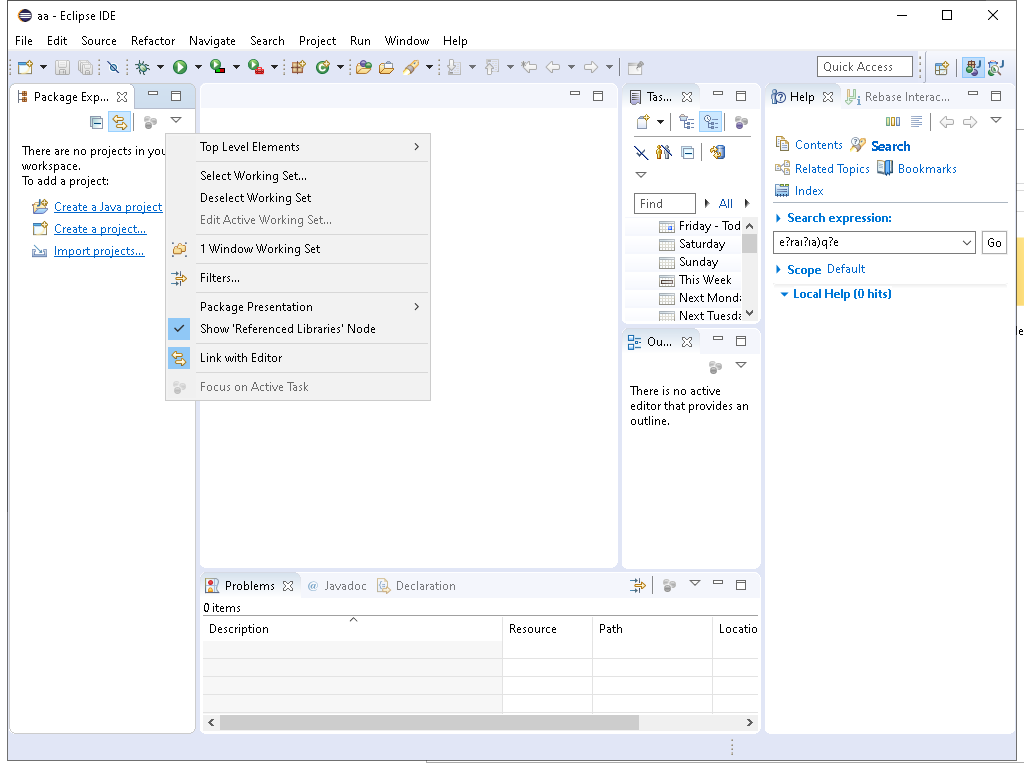 aa - Eclipse IDE
File Edit Source Refactor Navigate Search Project Run Window Help
Quick Access
Package Exp...
There are no projects in you
workspace.
To add a project:
Create a Java project
Create a project...
Import projects...
Top Level Elements
Select Working Set...
Deselect Working Set
Edit Active Working Set...
1 Window Working Set
Filters...
Package Presentation
Show 'Referenced Libraries' Node
Link with Editor
Focus on Active Task
Tas...
Find All
Friday - Tod
Saturday
Sunday
This Week
Next Monda
Next Tuesda
Ou...
There is no active
editor that provides an
outline.
Help Rebase Interac...
Contents Search
Related Topics Bookmarks
Index
Search expression:
Go
Scope Default
Local Help (0 hits)
Problems @ Javadoc Declaration
0 items
Description Resource Path Locatio